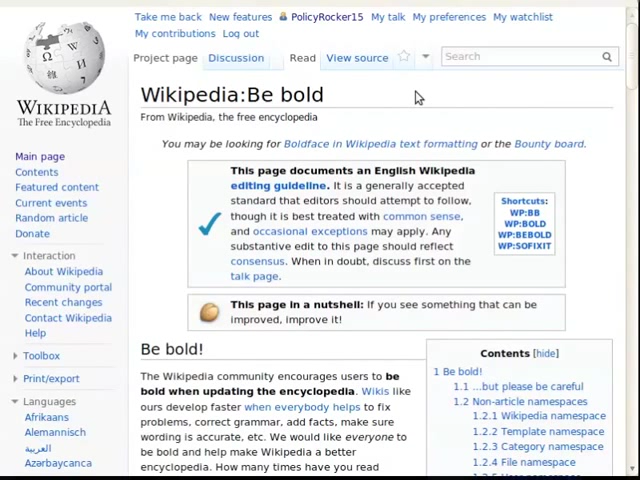 Take me back New features PolicyRocker15 My talk My preferences My watchlist
My contributions Log out
Project page Discussion Read View source Search
WIKIPEDIA
The Free Encyclopedia
Main page
Contents
Featured content
Current events
Random article
Donate
Interaction
About Wikipedia
Community portal
Recent changes
Contact Wikipedia
Help
Toolbox
Print/export
Languages
Afrikaans
Alemannisch
العربية
Azərbaycanca
Wikipedia:Be bold
From Wikipedia, the free encyclopedia
You may be looking for Boldface in Wikipedia text formatting or the Bounty board.
This page documents an English Wikipedia
editing guideline. It is a generally accepted
standard that editors should attempt to follow,
though it is best treated with common sense,
and occasional exceptions may apply. Any
substantive edit to this page should reflect
consensus. When in doubt, discuss first on the
talk page.
Shortcuts:
WP:BB
WP:BOLD
WP:BEBOLD
WP:SOFIXIT
This page in a nutshell: If you see something that can be
improved, improve it!
Be bold!
The Wikipedia community encourages users to be
bold when updating the encyclopedia. Wikis like
ours develop faster when everybody helps to fix
problems, correct grammar, add facts, make sure
wording is accurate, etc. We would like everyone to
be bold and help make Wikipedia a better
encyclopedia. How many times have you read
Contents [hide]
1 Be bold!
1.1 ...but please be careful
1.2 Non-article namespaces
1.2.1 Wikipedia namespace
1.2.2 Template namespace
1.2.3 Category namespace
1.2.4 File namespace